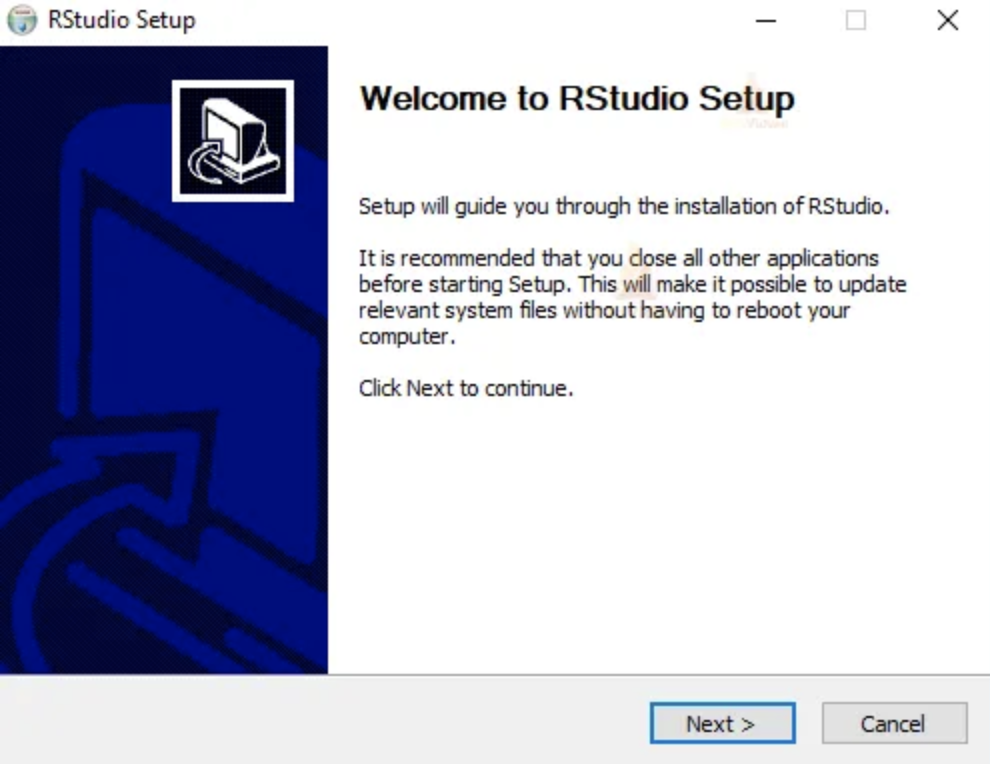 RStudio Setup
Welcome to RStudio Setup
Setup will guide you through the installation of RStudio.
It is recommended that you close all other applications
before starting Setup. This will make it possible to update
relevant system files without having to reboot your
computer.
Click Next to continue.
Next >
Cancel